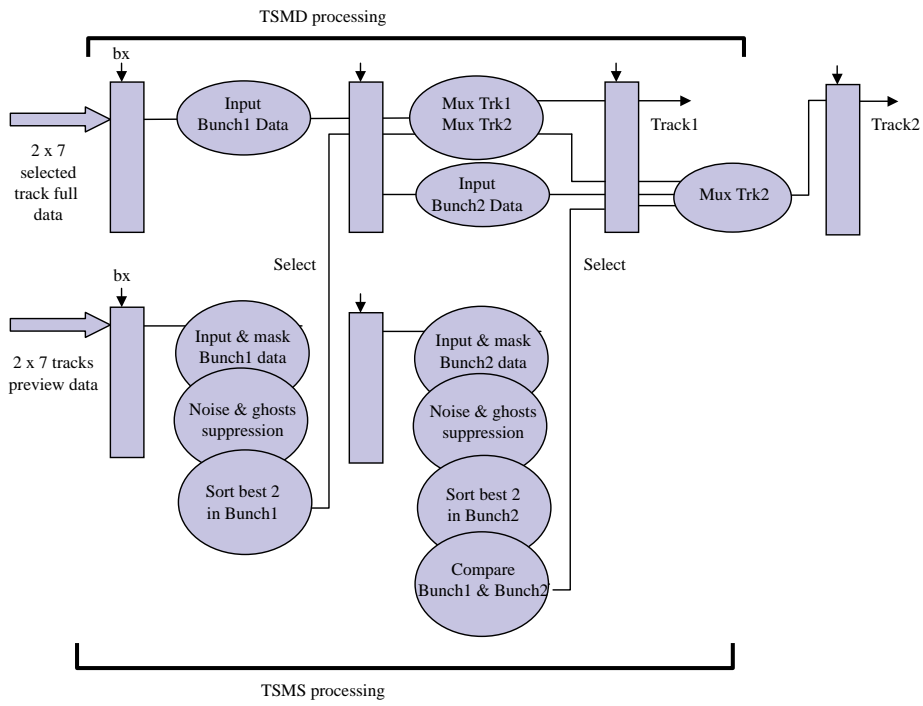 TSMD processing
bx
Input
Bunch1 Data
Mux Trk1
Mux Trk2
Track1
Track2
2 x 7
selected
track full
data
Input
Bunch2 Data
Mux Trk2
Select
Select
bx
Input & mask
Bunch1 data
Input & mask
Bunch2 data
2 x 7 tracks
preview data
Noise & ghosts
suppression
Noise & ghosts
suppression
Sort best 2
in Bunch1
Sort best 2
in Bunch2
Compare
Bunch1 & Bunch2
TSMS processing